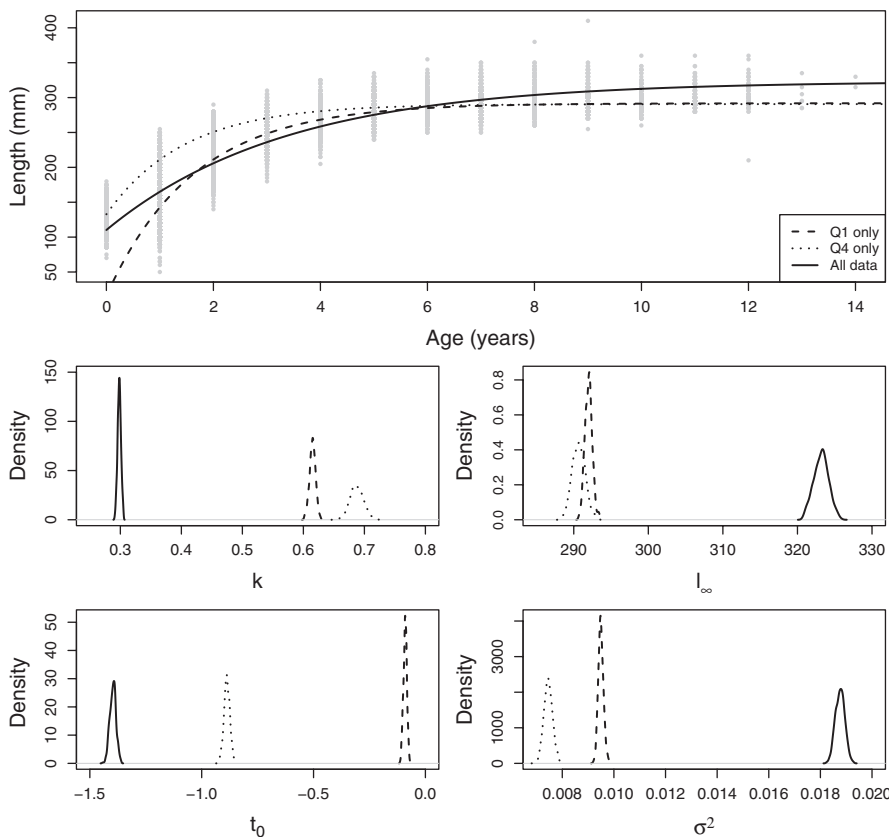 Length (mm)
400
300
200
100
50
0 2 4 6 8 10 12 14
Age (years)
Q1 only
Q4 only
All data
Density
150
100
50
0
0.3 0.4 0.5 0.6 0.7 0.8
k
Density
0.8
0.6
0.4
0.2
0.0
290 300 310 320 330
l∞
Density
50
40
30
20
10
0
−1.5 −1.0 −0.5 0.0
t0
Density
3000
1000
0
0.008 0.010 0.012 0.014 0.016 0.018 0.020
σ2